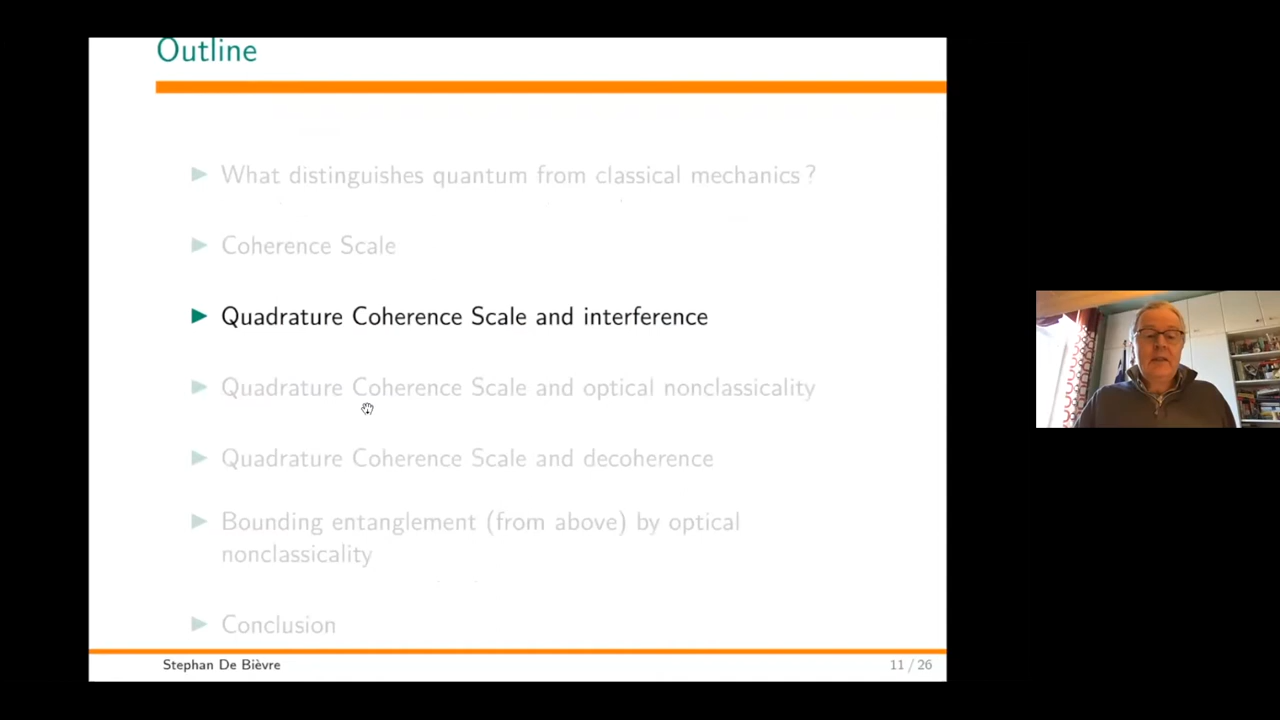 Outline
What distinguishes quantum from classical mechanics ?
Coherence Scale
Quadrature Coherence Scale and interference
Quadrature Coherence Scale and optical nonclassicality
Quadrature Coherence Scale and decoherence
Bounding entanglement (from above) by optical
nonclassicality
Conclusion
Stephan De Bièvre
11 / 26